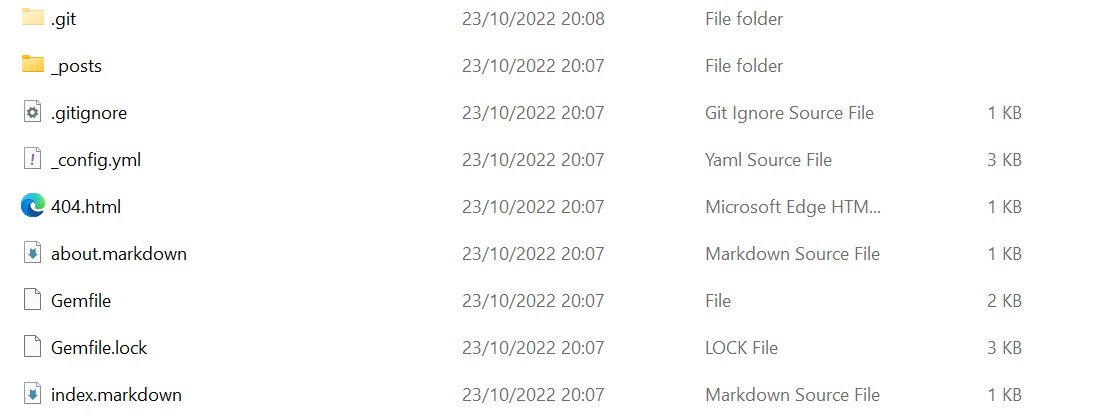 .git 23/10/2022 20:08 File folder
_posts 23/10/2022 20:07 File folder
.gitignore 23/10/2022 20:07 Git Ignore Source File 1 KB
_config.yml 23/10/2022 20:07 Yaml Source File 3 KB
404.html 23/10/2022 20:07 Microsoft Edge HTM... 1 KB
about.markdown 23/10/2022 20:07 Markdown Source File 1 KB
Gemfile 23/10/2022 20:07 File 2 KB
Gemfile.lock 23/10/2022 20:07 LOCK File 3 KB
index.markdown 23/10/2022 20:07 Markdown Source File 1 KB